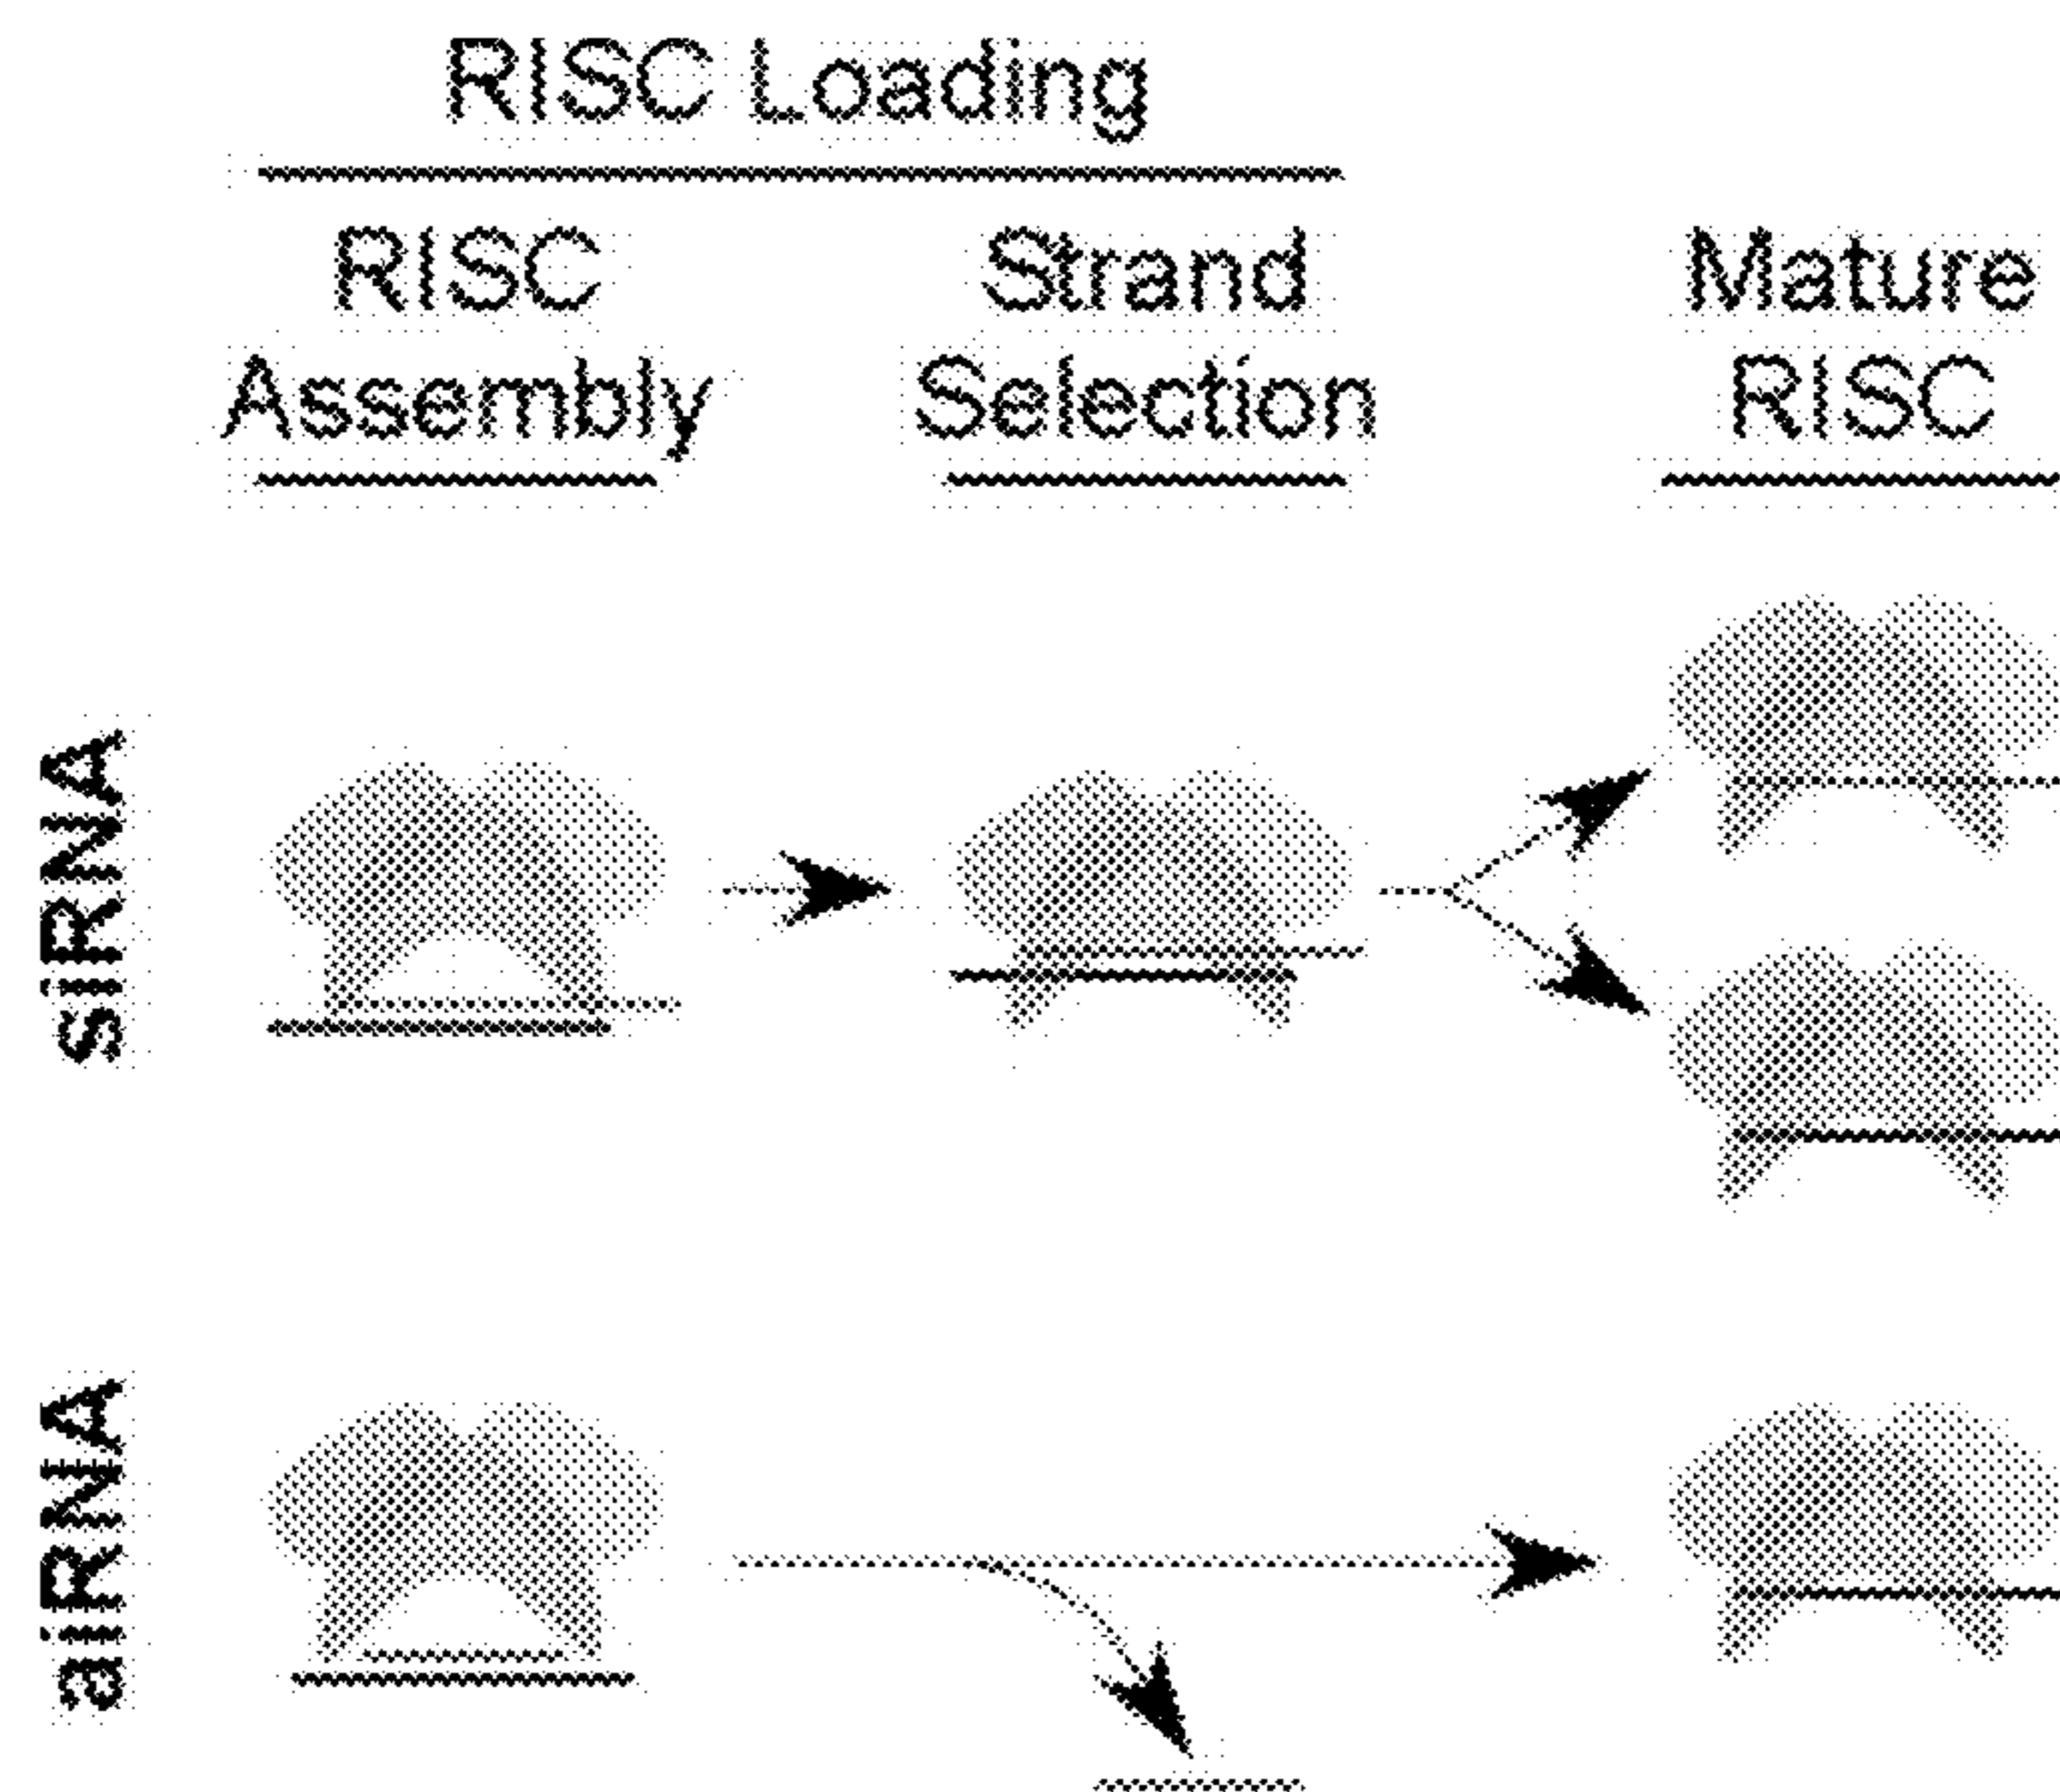 RISC Loading
RISC Assembly
Strand Selection
Mature RISC
siRNA
aiRNA